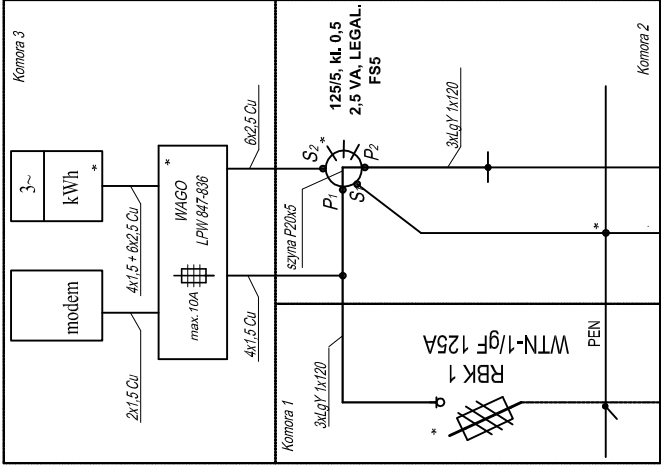 Komora 3
3~
kWh
*
modem
4x1,5 + 6x2,5 Cu
2x1,5 Cu
*
WAGO
LPW 847-836
max.10A
6x2,5 Cu
4x1,5 Cu
125/5, kl. 0,5
2,5 VA, LEGAL.
FS5
szyna P20x5
S2
*
P1
S1
P2
3xLgY 1x120
Komora 2
*
Komora 1
3xLgY 1x120
RBK 1
WTN-1/gF 125A
*
PEN